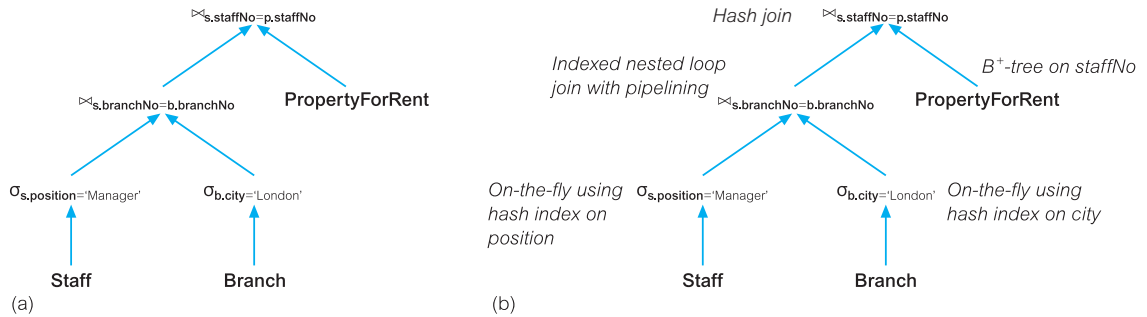 ⋈s.staffNo=p.staffNo
⋈s.branchNo=b.branchNo
PropertyForRent
σs.position='Manager'
σb.city='London'
Staff
Branch
(a)
Hash join
⋈s.staffNo=p.staffNo
Indexed nested loop
join with pipelining
B+-tree on staffNo
⋈s.branchNo=b.branchNo
PropertyForRent
On-the-fly using
hash index on
position
σs.position='Manager'
σb.city='London'
On-the-fly using
hash index on city
Staff
Branch
(b)